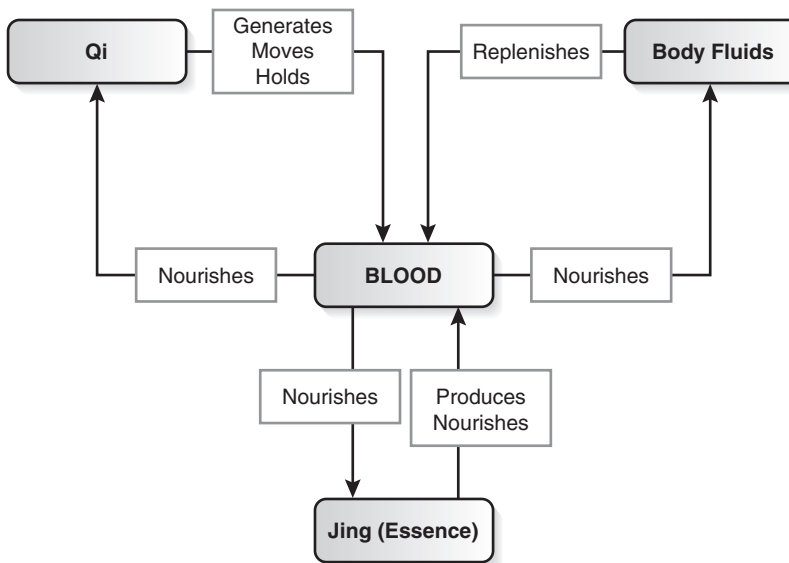 Qi
Generates
Moves
Holds
Replenishes
Body Fluids
Nourishes
BLOOD
Nourishes
Nourishes
Produces
Nourishes
Jing (Essence)